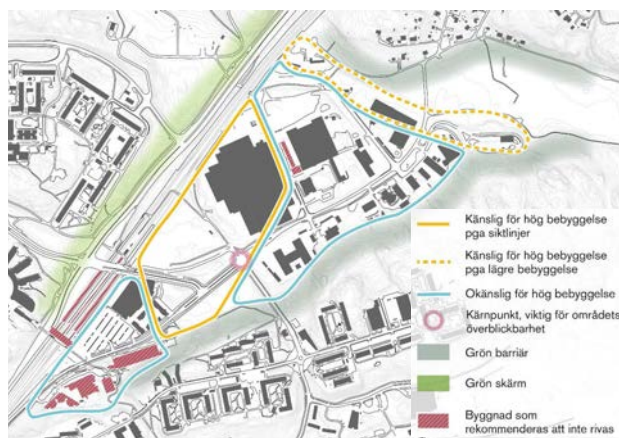 Känslig för hög bebyggelse
pga siktlinjer
Känslig för hög bebyggelse
pga lägre bebyggelse
Okänslig för hög bebyggelse
Kärnpunkt, viktig för områdets
överblickbarhet
Grön barriär
Grön skärm
Byggnad som
rekommenderas att inte rivas